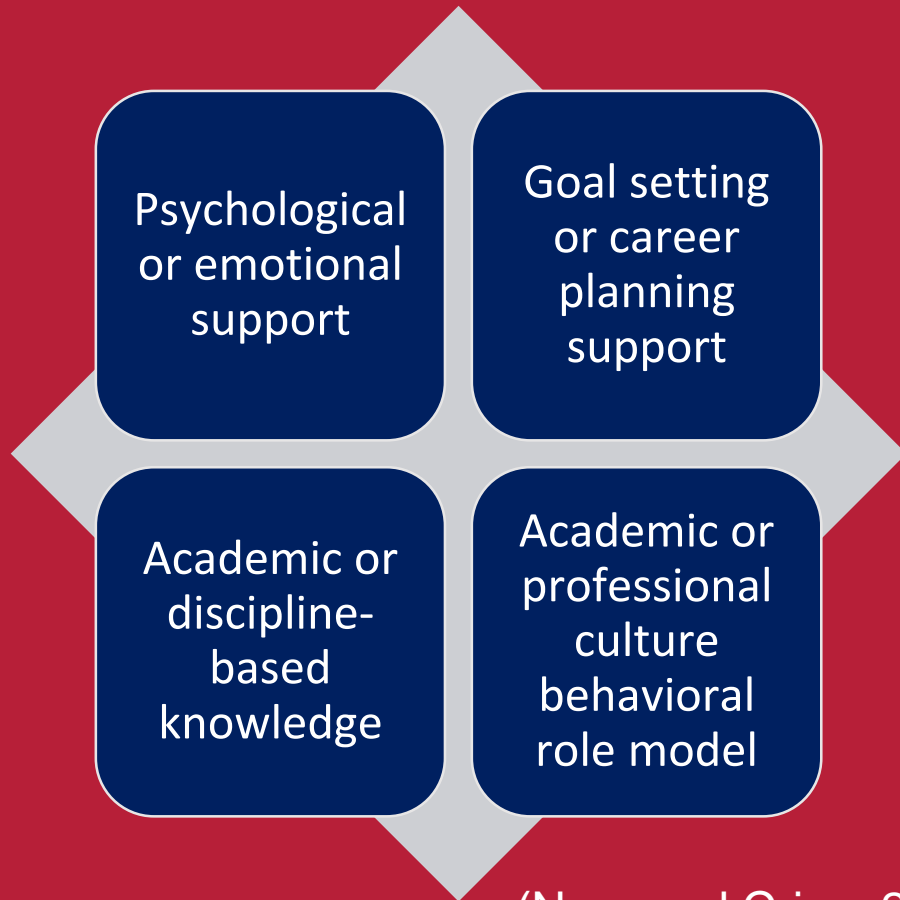 Psychological
or emotional
support
Goal setting
or career
planning
support
Academic or
discipline-
based
knowledge
Academic or
professional
culture
behavioral
role model